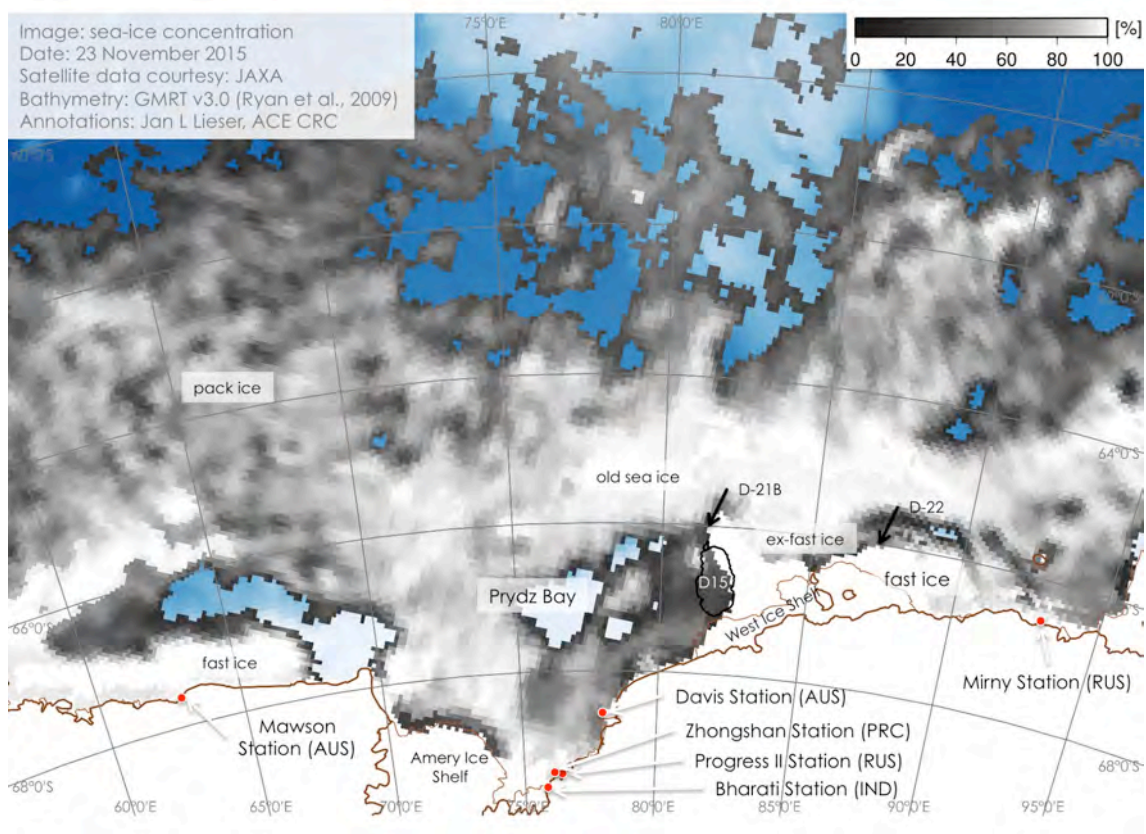 Image: sea-ice concentration
Date: 23 November 2015
Satellite data courtesy: JAXA
Bathymetry: GMRT v3.0 (Ryan et al., 2009)
Annotations: Jan L Lieser, ACE CRC
75°0'E
80°0'E
[%]
0 20 40 60 80 100
62°0'S
pack ice
64°0'S
old sea ice
D-21B
D-22
ex-fast ice
D15
Prydz Bay
fast ice
West Ice Shelf
66°0'S
fast ice
Mirny Station (RUS)
Davis Station (AUS)
Mawson
Station (AUS)
Zhongshan Station (PRC)
Amery Ice
Shelf
Progress II Station (RUS)
Bharati Station (IND)
68°0'S
68°0'S
60°0'E
65°0'E
70°0'E
75°0'E
80°0'E
85°0'E
90°0'E
95°0'E